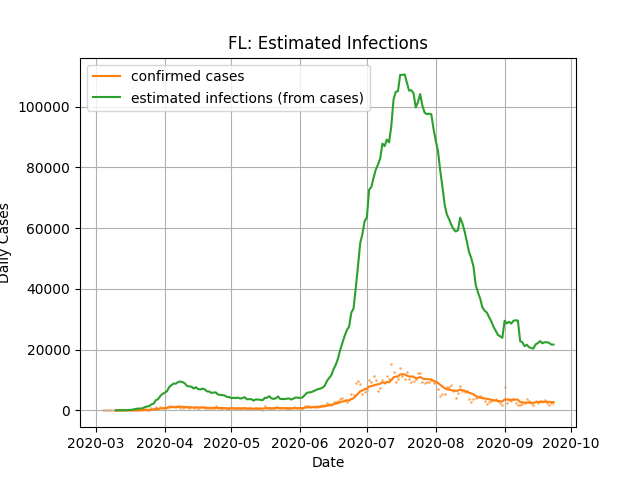 FL: Estimated Infections
confirmed cases
estimated infections (from cases)
100000
80000
60000
40000
20000
0
Daily Cases
2020-03 2020-04 2020-05 2020-06 2020-07 2020-08 2020-09 2020-10
Date